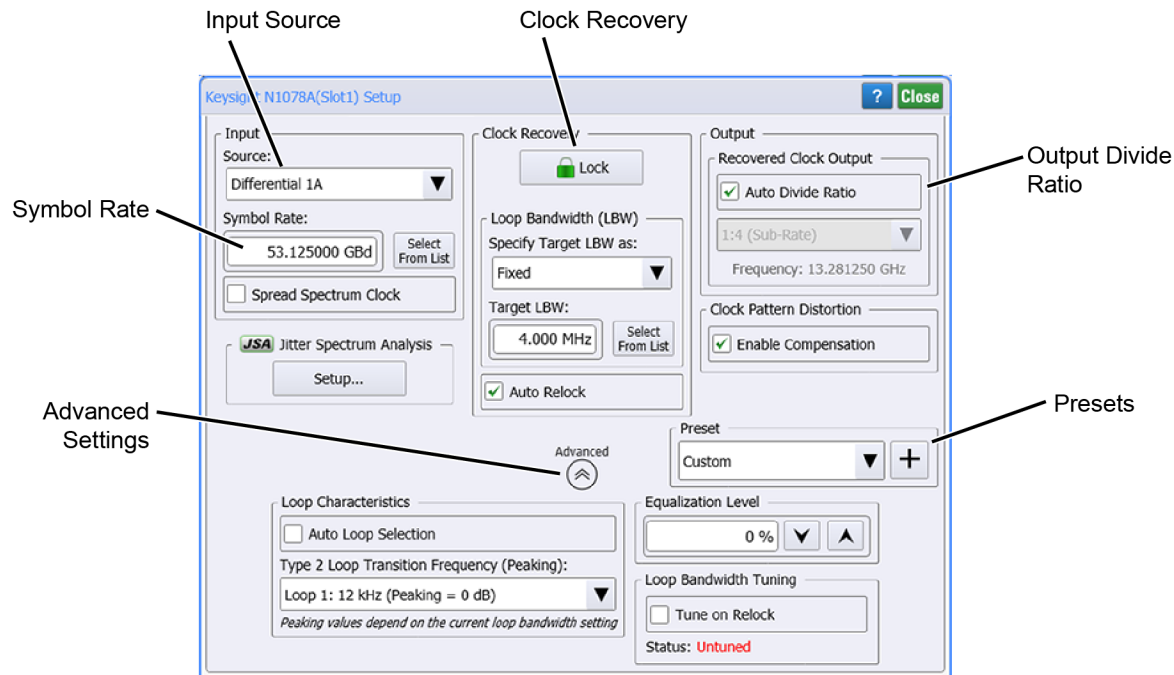 Input Source
Clock Recovery
Keysight N1078A(Slot1) Setup
?
Close
Input
Source:
Differential 1A
Symbol Rate:
53.125000 GBd
Select
From List
Spread Spectrum Clock
JSA Jitter Spectrum Analysis
Setup...
Clock Recovery
Lock
Loop Bandwidth (LBW)
Specify Target LBW as:
Fixed
Target LBW:
4.000 MHz
Select
From List
Auto Relock
Output
Recovered Clock Output
Auto Divide Ratio
1:4 (Sub-Rate)
Frequency: 13.281250 GHz
Clock Pattern Distortion
Enable Compensation
Output Divide
Ratio
Symbol Rate
Advanced
Settings
Presets
Preset
Custom
+
Advanced
Loop Characteristics
Auto Loop Selection
Type 2 Loop Transition Frequency (Peaking):
Loop 1: 12 kHz (Peaking = 0 dB)
Peaking values depend on the current loop bandwidth setting
Equalization Level
0 %
Loop Bandwidth Tuning
Tune on Relock
Status: Untuned